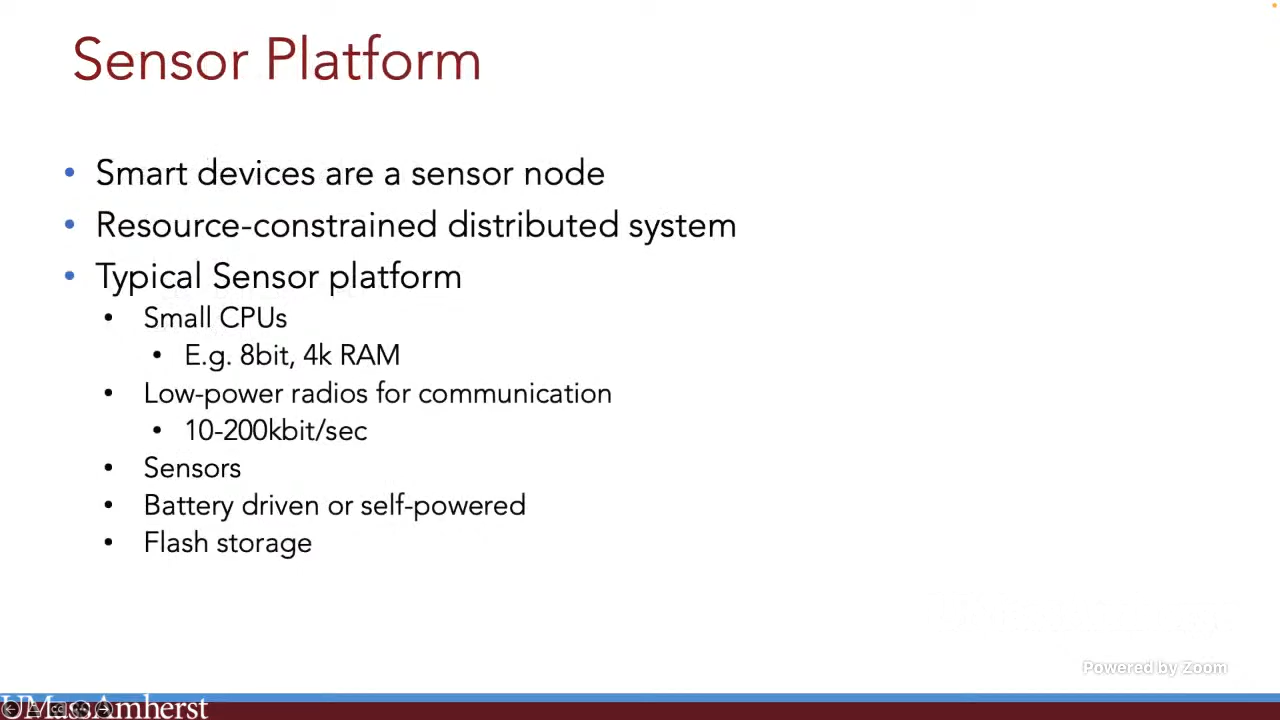 Sensor Platform
• Smart devices are a sensor node
• Resource-constrained distributed system
• Typical Sensor platform
• Small CPUs
• E.g. 8bit, 4k RAM
• Low-power radios for communication
• 10-200kbit/sec
• Sensors
• Battery driven or self-powered
• Flash storage
Powered by Zoom
UMassAmherst